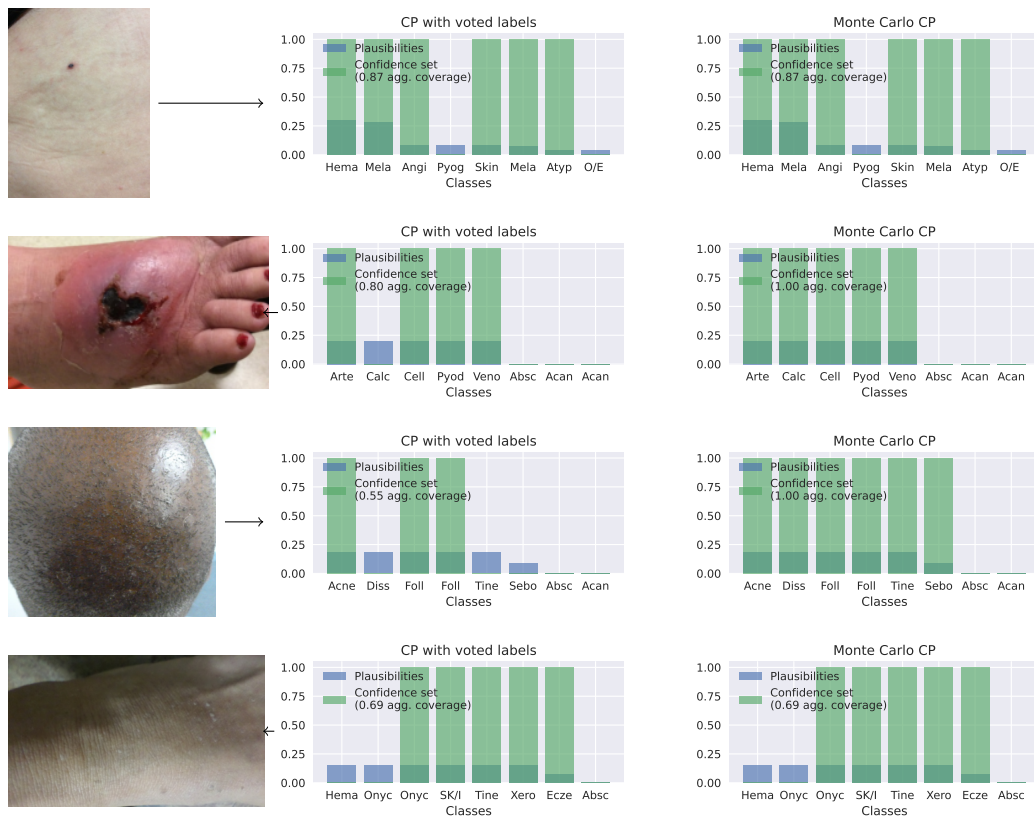 CP with voted labels
1.00
0.75
0.50
0.25
0.00
Plausibilities
Confidence set
(0.87 agg. coverage)
Hema Mela Angi Pyog Skin Mela Atyp O/E
Classes
Monte Carlo CP
1.00
0.75
0.50
0.25
0.00
Plausibilities
Confidence set
(0.87 agg. coverage)
Hema Mela Angi Pyog Skin Mela Atyp O/E
Classes
CP with voted labels
1.00
0.75
0.50
0.25
0.00
Plausibilities
Confidence set
(0.80 agg. coverage)
Arte Calc Cell Pyod Veno Absc Acan Acan
Classes
Monte Carlo CP
1.00
0.75
0.50
0.25
0.00
Plausibilities
Confidence set
(1.00 agg. coverage)
Arte Calc Cell Pyod Veno Absc Acan Acan
Classes
CP with voted labels
1.00
0.75
0.50
0.25
0.00
Plausibilities
Confidence set
(0.55 agg. coverage)
Acne Diss Foll Foll Tine Sebo Absc Acan
Classes
Monte Carlo CP
1.00
0.75
0.50
0.25
0.00
Plausibilities
Confidence set
(1.00 agg. coverage)
Acne Diss Foll Foll Tine Sebo Absc Acan
Classes
CP with voted labels
1.00
0.75
0.50
0.25
0.00
Plausibilities
Confidence set
(0.69 agg. coverage)
Hema Onyc Onyc SK/I Tine Xero Ecze Absc
Classes
Monte Carlo CP
1.00
0.75
0.50
0.25
0.00
Plausibilities
Confidence set
(0.69 agg. coverage)
Hema Onyc Onyc SK/I Tine Xero Ecze Absc
Classes